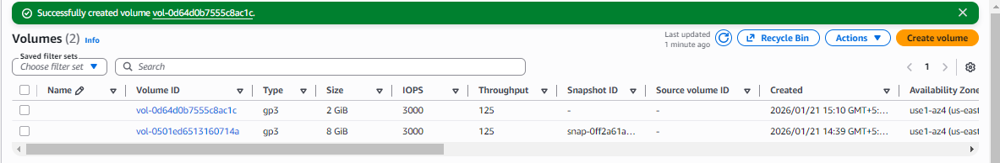 Successfully created volume vol-0d64d0b7555c8ac1c.
Volumes (2) Info
Last updated
1 minute ago
Recycle Bin
Actions
Create volume
Saved filter sets
Choose filter set
Search
1
Name Volume ID Type Size IOPS Throughput Snapshot ID Source volume ID Created Availability Zone
vol-0d64d0b7555c8ac1c gp3 2 GiB 3000 125 - - 2026/01/21 15:10 GMT+5:... use1-az4 (us-east
vol-0501ed6513160714a gp3 8 GiB 3000 125 snap-0ff2a61a... - 2026/01/21 14:39 GMT+5:... use1-az4 (us-east